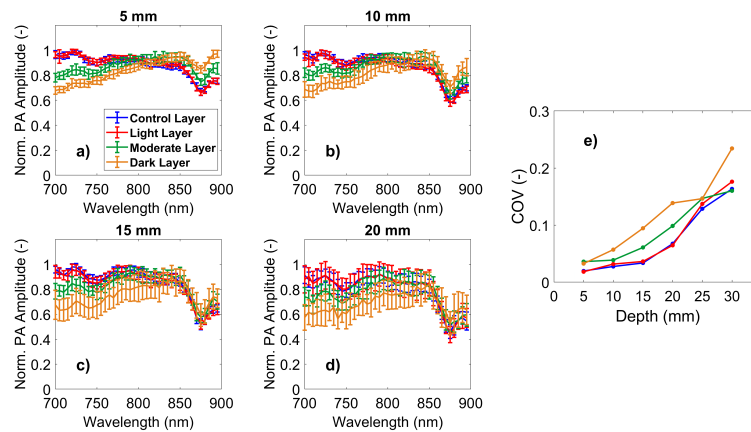 5 mm
Norm. PA Amplitude (-)
1
0.8
0.6
0.4
0.2
0
Control Layer
Light Layer
Moderate Layer
Dark Layer
a)
700 750 800 850 900
Wavelength (nm)
10 mm
Norm. PA Amplitude (-)
1
0.8
0.6
0.4
0.2
0
b)
700 750 800 850 900
Wavelength (nm)
15 mm
Norm. PA Amplitude (-)
1
0.8
0.6
0.4
0.2
0
c)
700 750 800 850 900
Wavelength (nm)
20 mm
Norm. PA Amplitude (-)
1
0.8
0.6
0.4
0.2
0
d)
700 750 800 850 900
Wavelength (nm)
e)
COV (-)
0.3
0.2
0.1
0
0 5 10 15 20 25 30
Depth (mm)